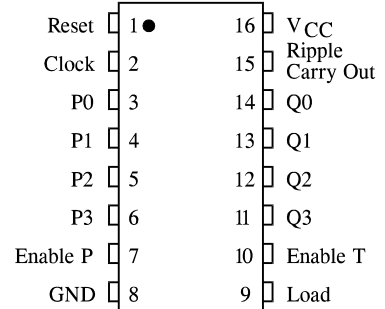 Reset 1 16 VCC
Clock 2 15 Ripple
Carry Out
P0 3 14 Q0
P1 4 13 Q1
P2 5 12 Q2
P3 6 11 Q3
Enable P 7 10 Enable T
GND 8 9 Load